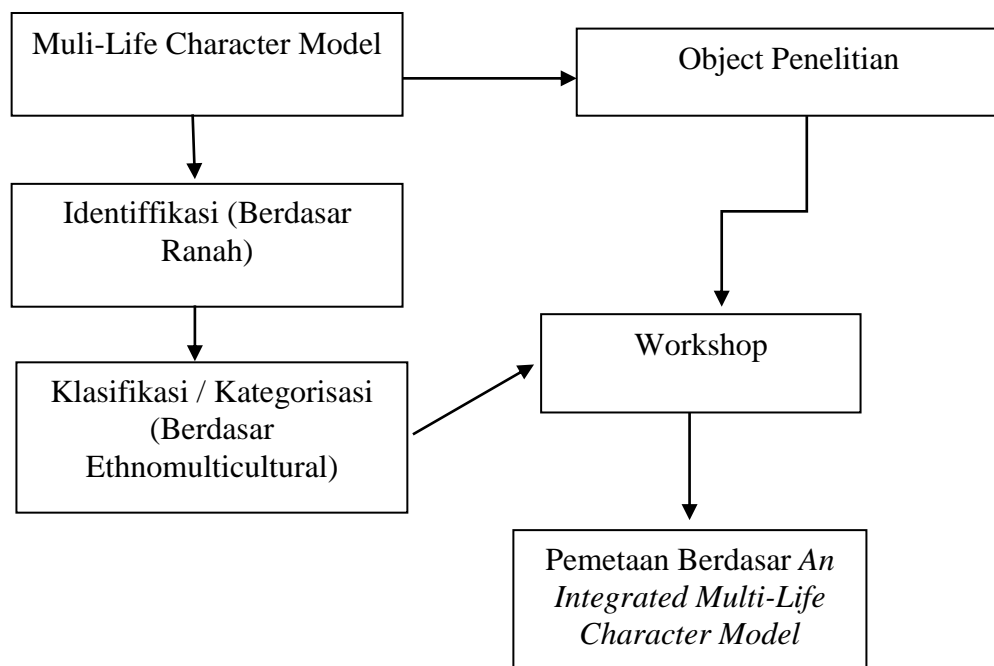 Muli-Life Character Model
Object Penelitian
Identiffikasi (Berdasar
Ranah)
Workshop
Klasifikasi / Kategorisasi
(Berdasar
Ethnomulticultural)
Pemetaan Berdasar An
Integrated Multi-Life
Character Model